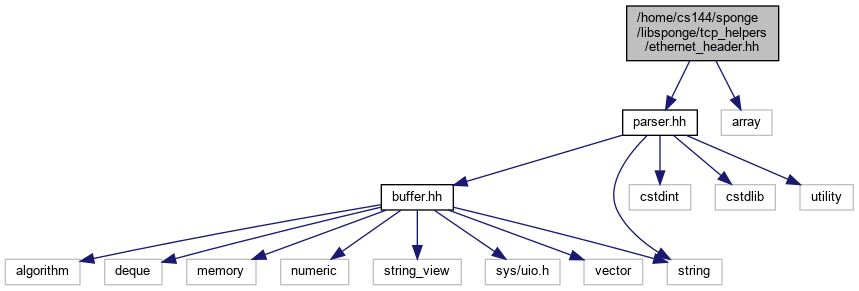 /home/cs144/sponge
/libsponge/tcp_helpers
/ethernet_header.hh
parser.hh
array
buffer.hh
cstdint
cstdlib
utility
algorithm
deque
memory
numeric
string_view
sys/uio.h
vector
string